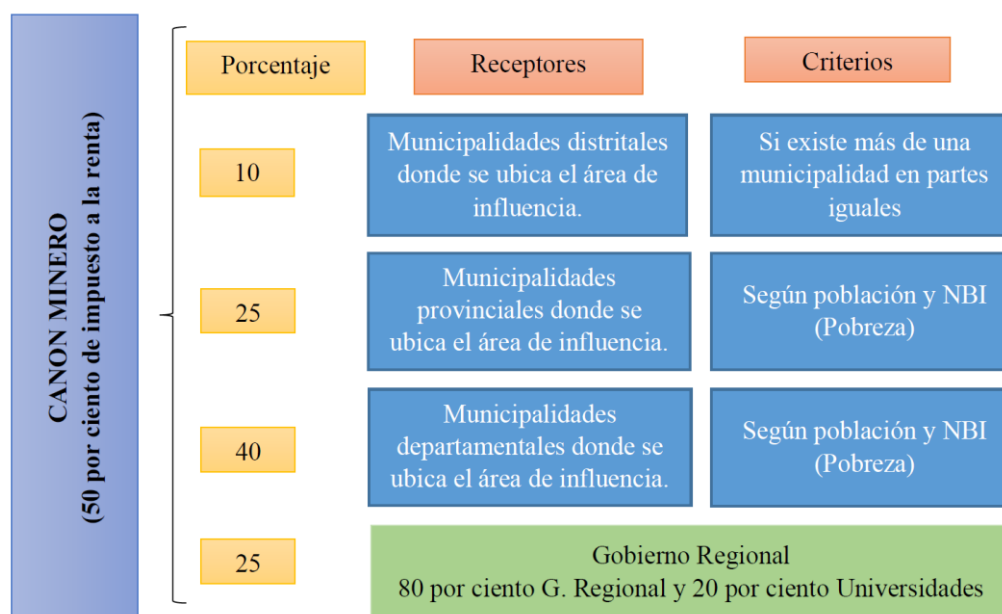 CANON MINERO
(50 por ciento de impuesto a la renta)
Porcentaje
Receptores
Criterios
10
Municipalidades distritales
donde se ubica el área de
influencia.
Si existe más de una
municipalidad en partes
iguales
25
Municipalidades
provinciales donde se
ubica el área de influencia.
Según población y NBI
(Pobreza)
40
Municipalidades
departamentales donde se
ubica el área de influencia.
Según población y NBI
(Pobreza)
25
Gobierno Regional
80 por ciento G. Regional y 20 por ciento Universidades